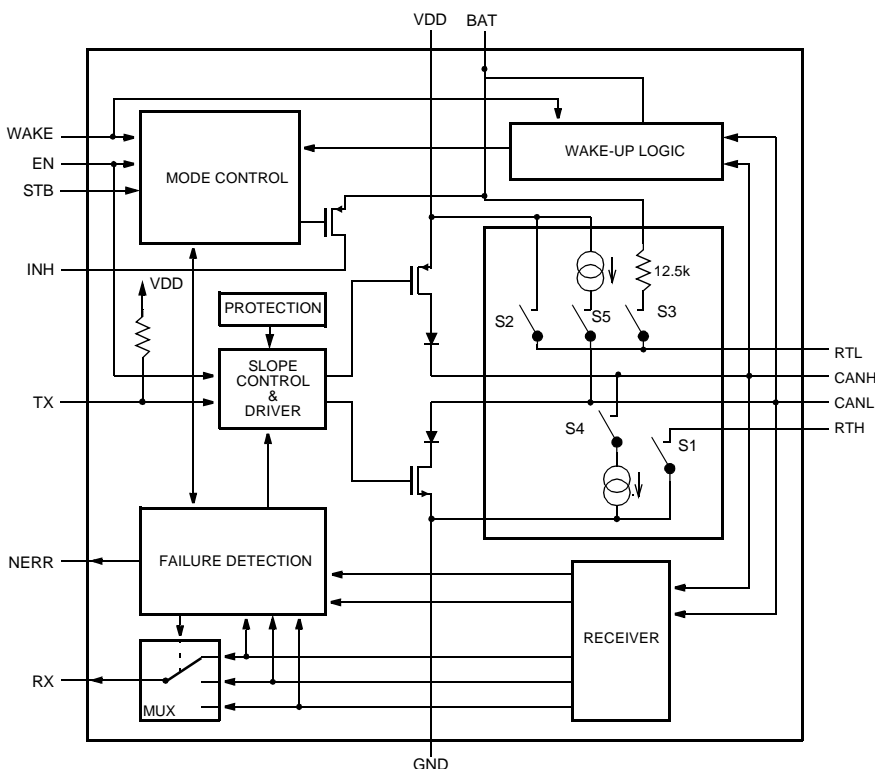 VDD BAT
WAKE
EN
STB
INH
MODE CONTROL
WAKE-UP LOGIC
VDD
PROTECTION
SLOPE
CONTROL
&
DRIVER
TX
12.5k
S2
S5
S3
S4
S1
RTL
CANH
CANL
RTH
NERR
FAILURE DETECTION
RECEIVER
RX
MUX
GND